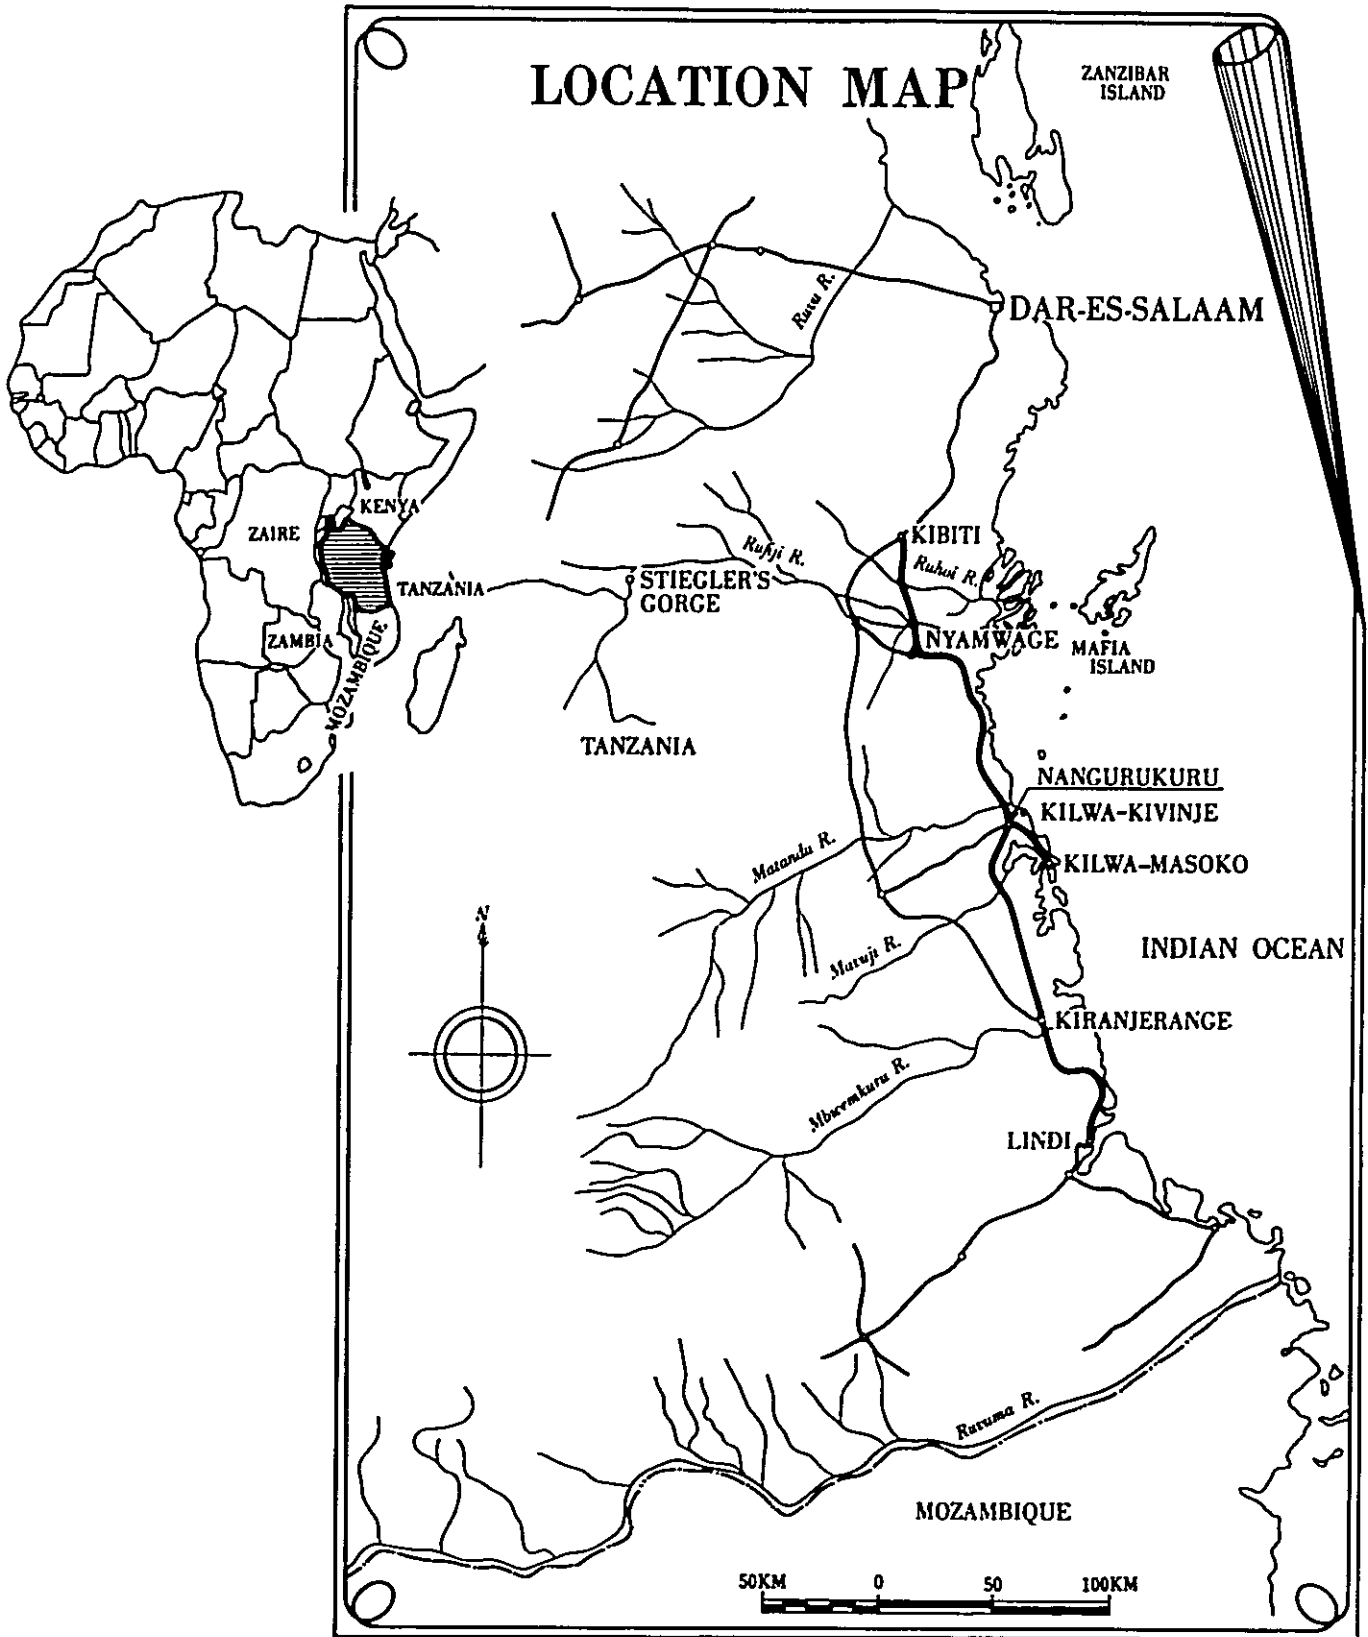 LOCATION MAP
ZANZIBAR
ISLAND
Ruvu R.
DAR-ES-SALAAM
KENYA
ZAIRE
KIBITI
Rufiji R.
Ruhoi R.
STIEGLER'S
GORGE
TANZANIA
NYAMWAGE
MAFIA
ISLAND
ZAMBIA
MOZAMBIQUE
TANZANIA
NANGURUKURU
KILWA-KIVINJE
Matandu R.
KILWA-MASOKO
N
Mavuji R.
INDIAN OCEAN
KIRANJERANGE
Mbwemkuru R.
LINDI
Ruvuma R.
MOZAMBIQUE
50KM 0 50 100KM